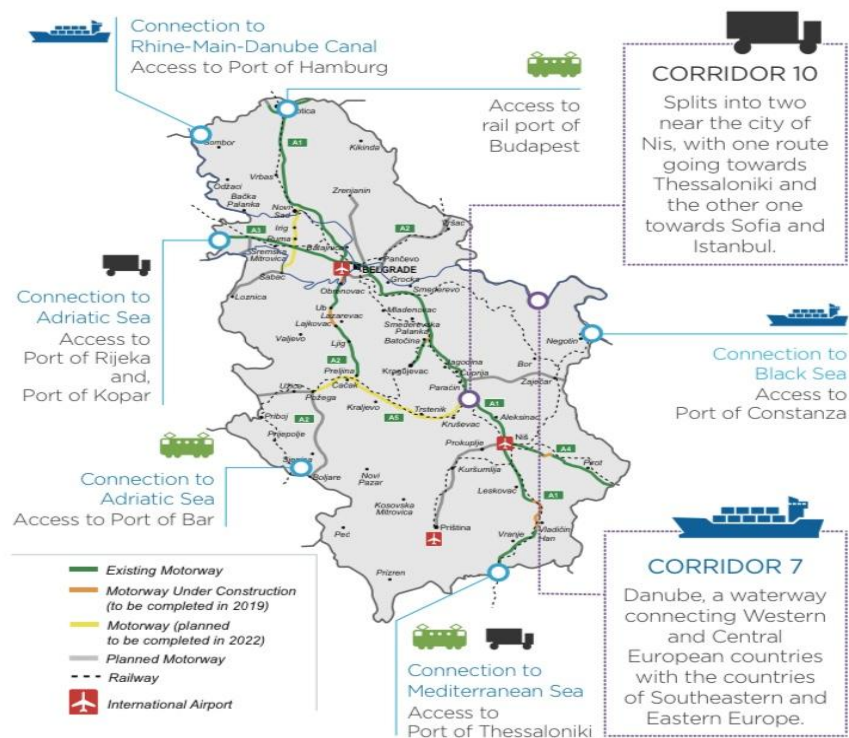 Connection to
Rhine-Main-Danube Canal
Access to Port of Hamburg
Access to
rail port of
Budapest
CORRIDOR 10
Splits into two
near the city of
Nis, with one route
going towards
Thessaloniki and
the other one
towards Sofia and
Istanbul.
Connection to
Adriatic Sea
Access to
Port of Rijeka
and,
Port of Kopar
Connection to
Adriatic Sea
Access to Port of Bar
Connection to
Black Sea
Access to
Port of Constanza
CORRIDOR 7
Danube, a waterway
connecting Western
and Central
European countries
with the countries
of Southeastern and
Eastern Europe.
Connection to
Mediterranean Sea
Access to
Port of Thessaloniki
Existing Motorway
Motorway Under Construction
(to be completed in 2019)
Motorway (planned
to be completed in 2022)
Planned Motorway
Railway
International Airport
A1
Sombor
Kikinda
Vrbas
Odžaci
Bačka
Palanka
Zrenjanin
Novi
Sad
A2
Vršac
Irig
A3
Ruma
Sremska
Mitrovica
Pančevo
BELGRADE
Grocka
Šabac
Obrenovac
Smederevo
Loznica
Ub
Lazarevac
Lajkovac
Mladenovac
Smederevska
Palanka
Valjevo
Ljig
Batočina
Negotin
Jagodina
Bor
A2
Preljina
Kragujevac
Ćuprija
Zaječar
Užice
Čačak
Paraćin
Požega
Kraljevo
Trstenik
A1
Aleksinac
Priboj
A2
A5
Kruševac
Prijepolje
Prokuplje
Niš
A4
Boljare
Kuršumlija
Pirot
Novi
Pazar
Leskovac
A1
Kosovska
Mitrovica
Vladičin
Han
Peć
Priština
Vranje
Prizren